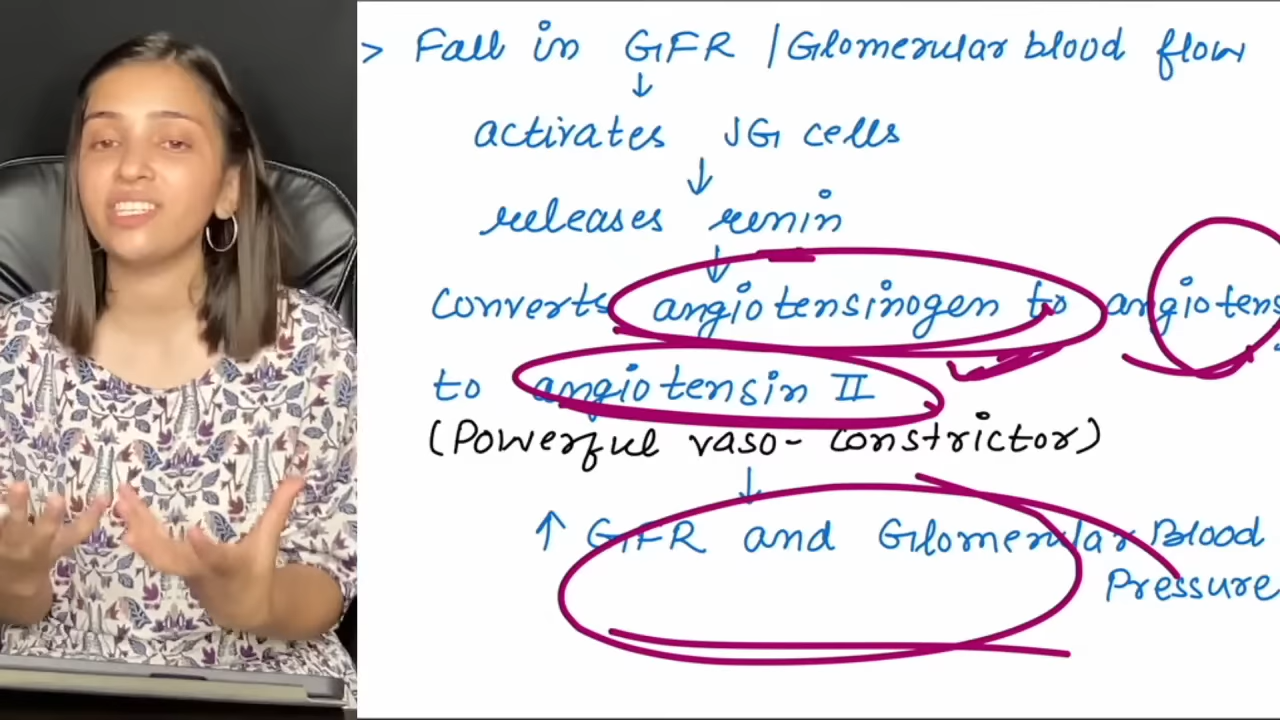 > Fall in GFR / Glomerular blood flow
↓
activates JG cells
↓
releases renin
↓
converts angiotensinogen to angiotens
to angiotensin II
(Powerful vaso-constrictor)
↓
↑ GFR and Glomerular Blood
Pressure